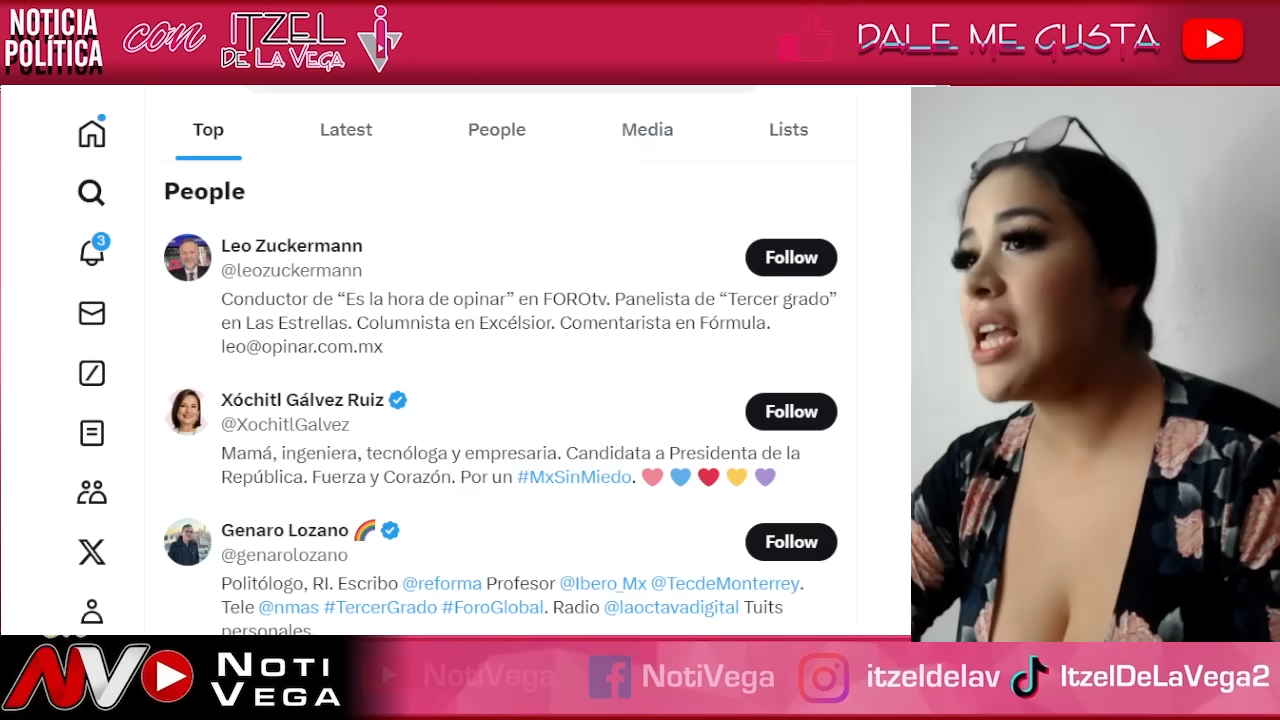 NOTICIA
POLÍTICA
con
ITZEL
DE LA VEGA
DALE ME GUSTA
Top
Latest
People
Media
Lists
People
3
Leo Zuckermann
@leozuckermann
Follow
Conductor de “Es la hora de opinar” en FOROtv. Panelista de “Tercer grado”
en Las Estrellas. Columnista en Excélsior. Comentarista en Fórmula.
leo@opinar.com.mx
Xóchitl Gálvez Ruiz
@XochitlGalvez
Follow
Mamá, ingeniera, tecnóloga y empresaria. Candidata a Presidenta de la
República. Fuerza y Corazón. Por un #MxSinMiedo.
Genaro Lozano
@genarolozano
Follow
Politólogo, RI. Escribo @reforma Profesor @Ibero_Mx @TecdeMonterrey.
Tele @nmas #TercerGrado #ForoGlobal. Radio @laoctavadigital Tuits
personales.
NV
NOTI
VEGA
NotiVega
NotiVega
itzeldelav
ItzelDeLaVega2